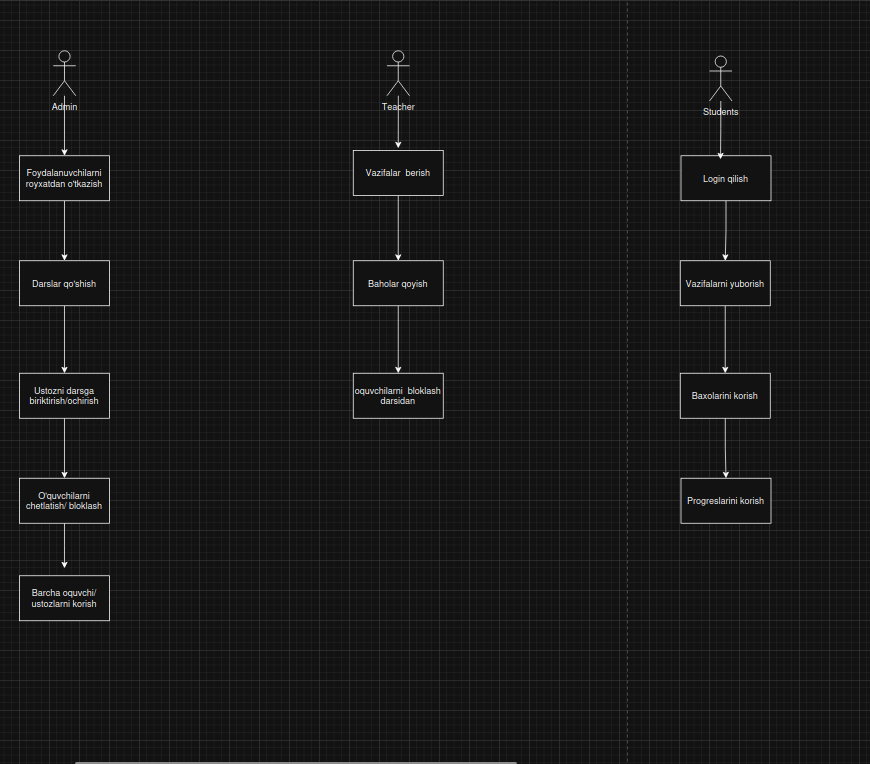 Admin
Foydalanuvchilarni
royxatdan o'tkazish
Darslar qo'shish
Ustozni darsga
biriktirish/ochirish
O'quvchilarni
chetlatish/ bloklash
Barcha oquvchi/
ustozlarni korish
Teacher
Vazifalar  berish
Baholar qoyish
oquvchilarni  bloklash
darsidan
Students
Login qilish
Vazifalarni yuborish
Baxolarini korish
Progreslarini korish